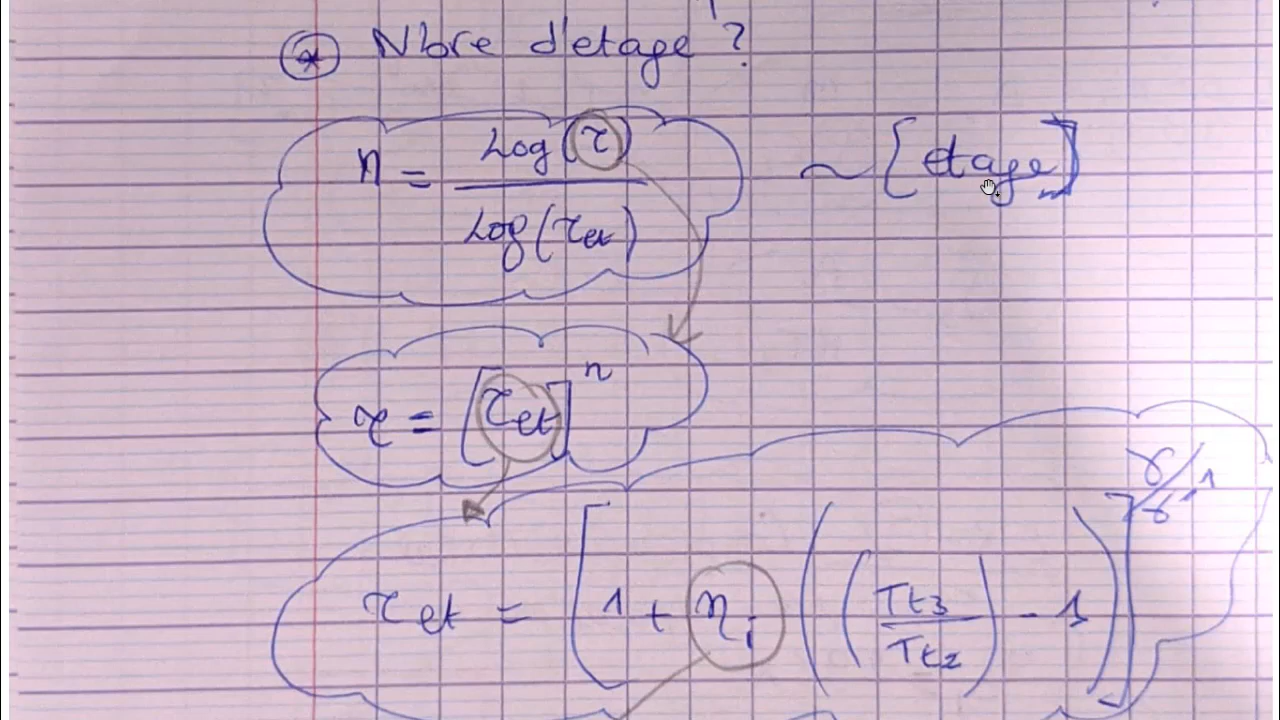 * Nbre d'etage ?
n = Log(τ) / Log(τet) ~ [etage]
τ = [τet]^n
τet = [1 + ηi ((Tt3/Tt2) - 1)]^γ/γ-1